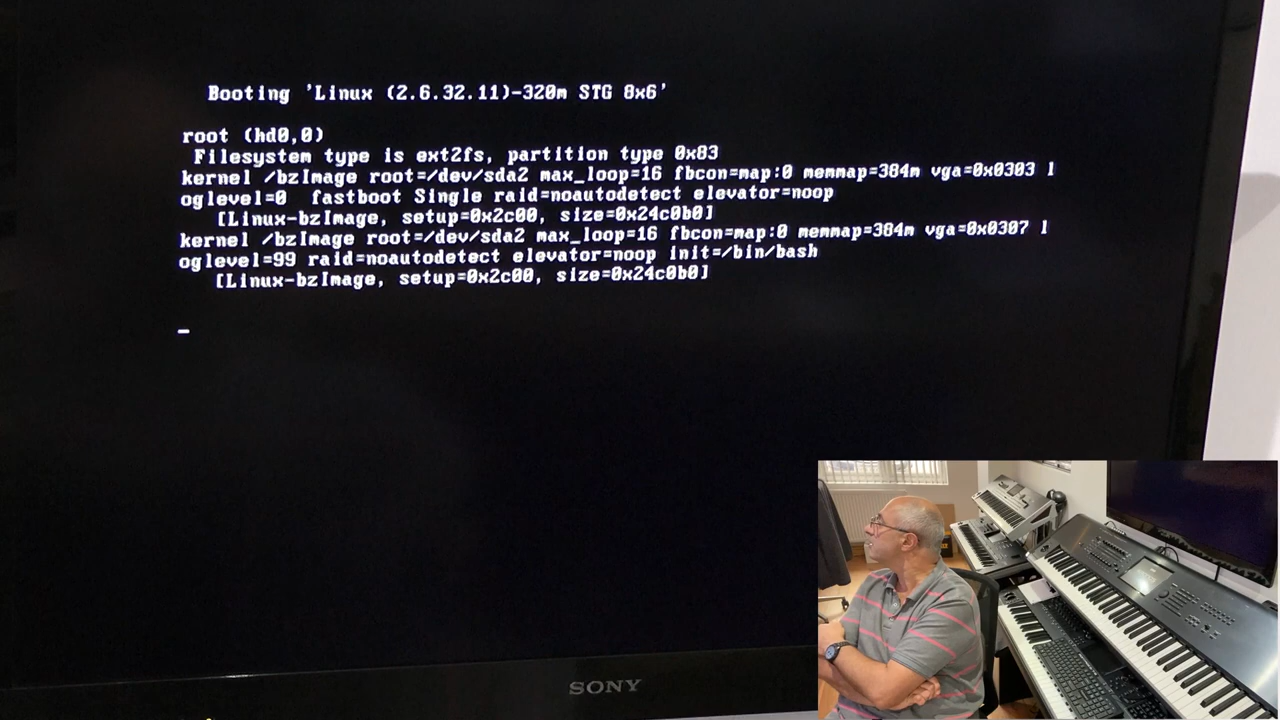 Booting 'Linux (2.6.32.11)-320m STG 8x6'
root (hd0,0)
Filesystem type is ext2fs, partition type 0x83
kernel /bzImage root=/dev/sda2 max_loop=16 fbcon=map:0 memmap=384m vga=0x0303 l
oglevel=0  fastboot Single raid=noautodetect elevator=noop
[Linux-bzImage, setup=0x2c00, size=0x24c0b0]
kernel /bzImage root=/dev/sda2 max_loop=16 fbcon=map:0 memmap=384m vga=0x0307 l
oglevel=99 raid=noautodetect elevator=noop init=/bin/bash
[Linux-bzImage, setup=0x2c00, size=0x24c0b0]
SONY